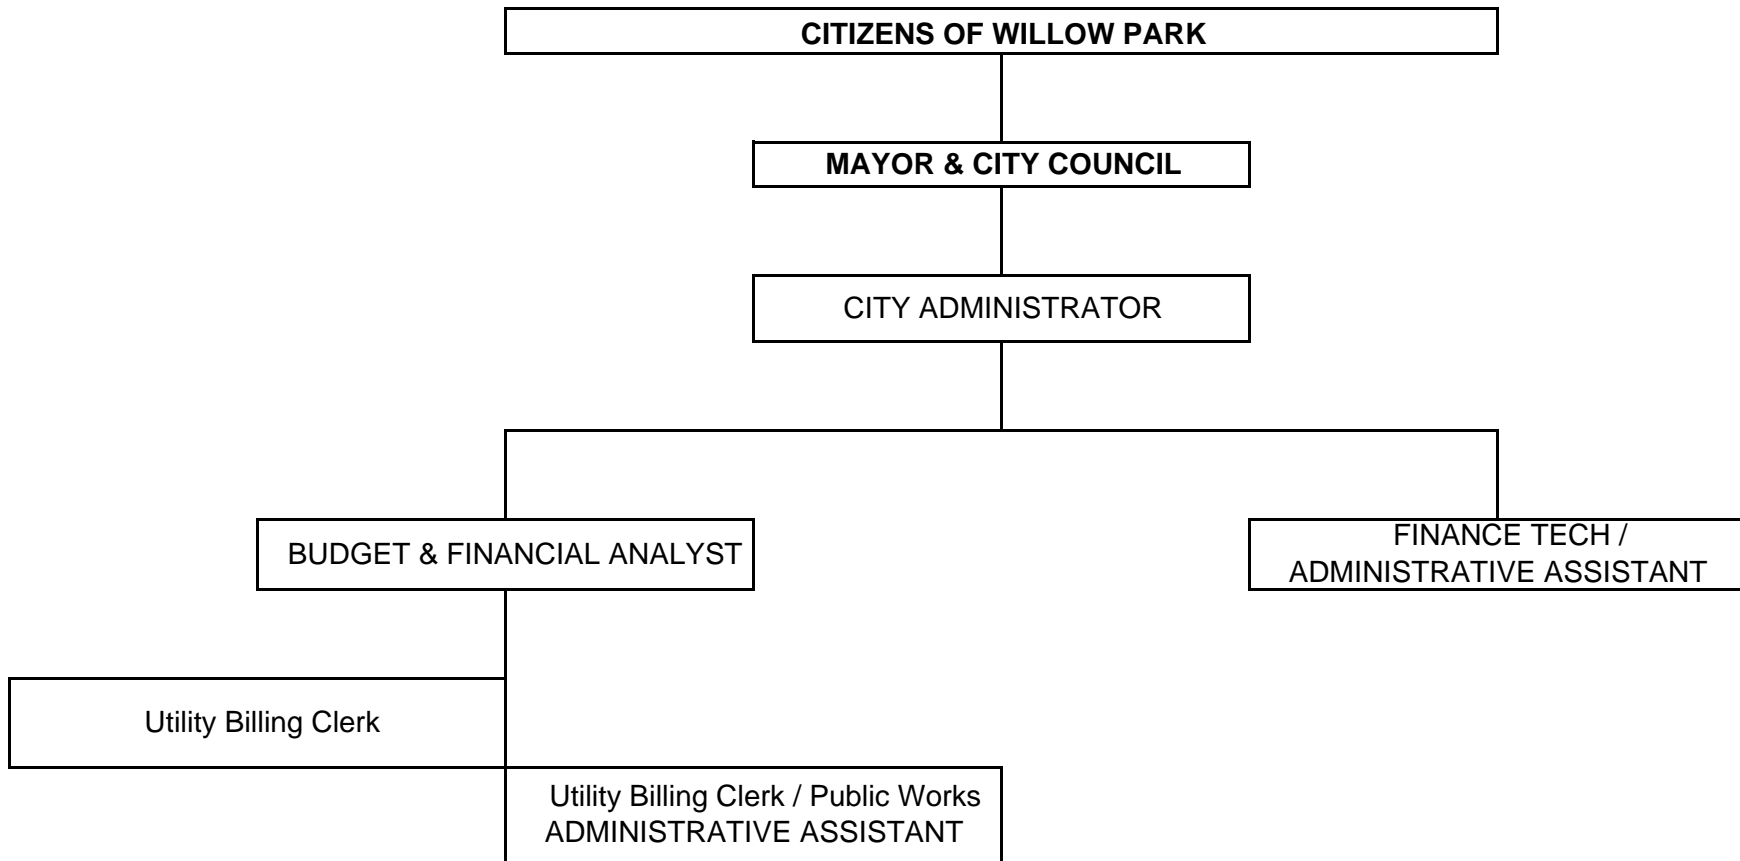 CITIZENS OF WILLOW PARK
MAYOR & CITY COUNCIL
CITY ADMINISTRATOR
BUDGET & FINANCIAL ANALYST
FINANCE TECH /
ADMINISTRATIVE ASSISTANT
Utility Billing Clerk
Utility Billing Clerk / Public Works
ADMINISTRATIVE ASSISTANT